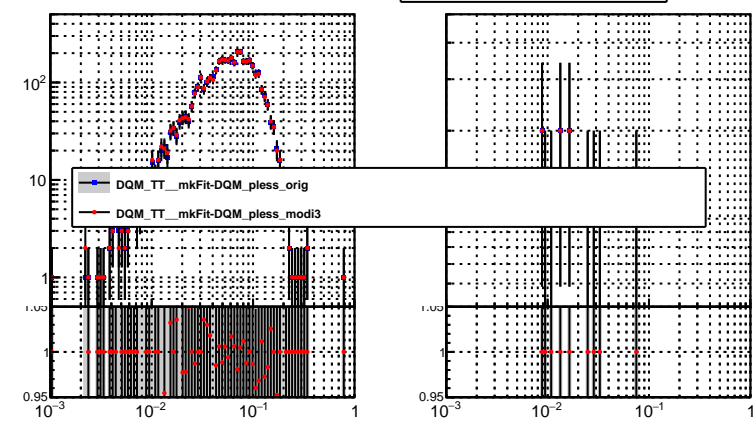 10²
10
DQM_TT__mkFit-DQM_pless_orig
DQM_TT__mkFit-DQM_pless_modi3
1
1.05 1.05
1 1
0.95 0.95
10⁻³ 10⁻² 10⁻¹ 1 10⁻³ 10⁻² 10⁻¹ 1